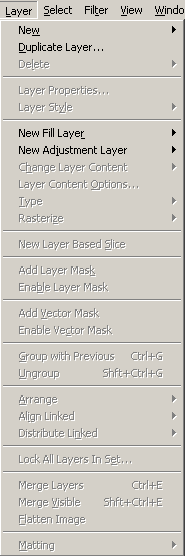 Layer Select Filter View Windo
New
Duplicate Layer...
Delete
Layer Properties...
Layer Style
New Fill Layer
New Adjustment Layer
Change Layer Content
Layer Content Options...
Type
Rasterize
New Layer Based Slice
Add Layer Mask
Enable Layer Mask
Add Vector Mask
Enable Vector Mask
Group with Previous Ctrl+G
Ungroup Shft+Ctrl+G
Arrange
Align Linked
Distribute Linked
Lock All Layers In Set...
Merge Layers Ctrl+E
Merge Visible Shft+Ctrl+E
Flatten Image
Matting